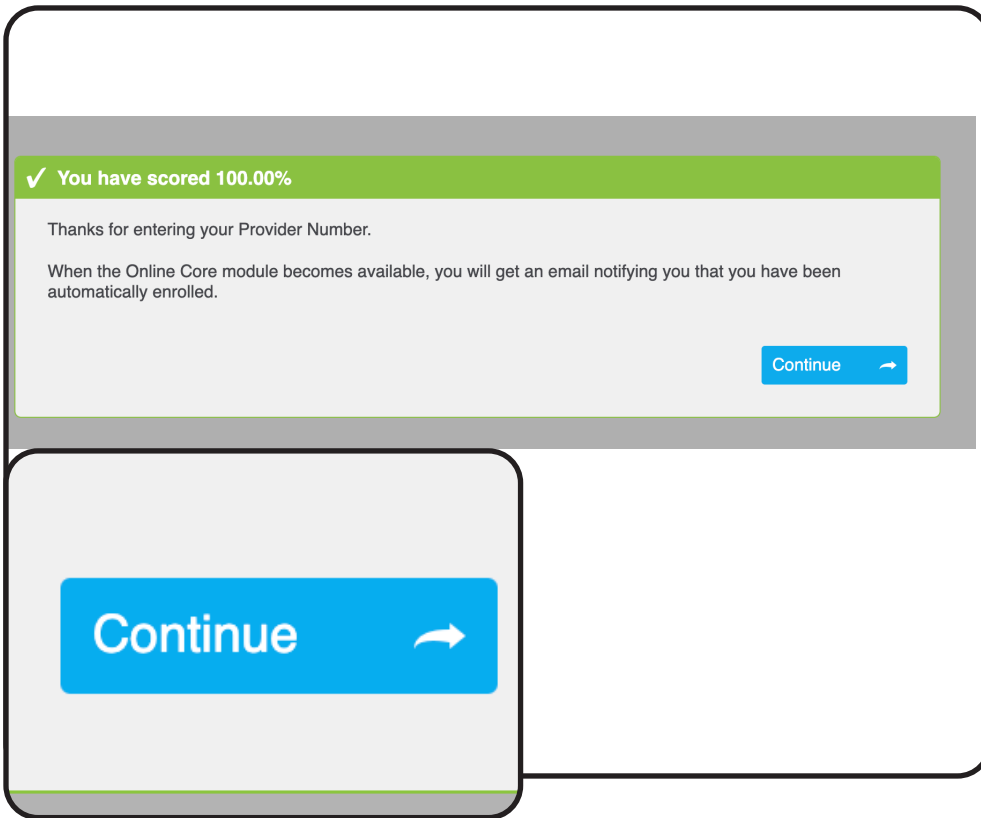 You have scored 100.00%
Thanks for entering your Provider Number.
When the Online Core module becomes available, you will get an email notifying you that you have been
automatically enrolled.
Continue
Continue